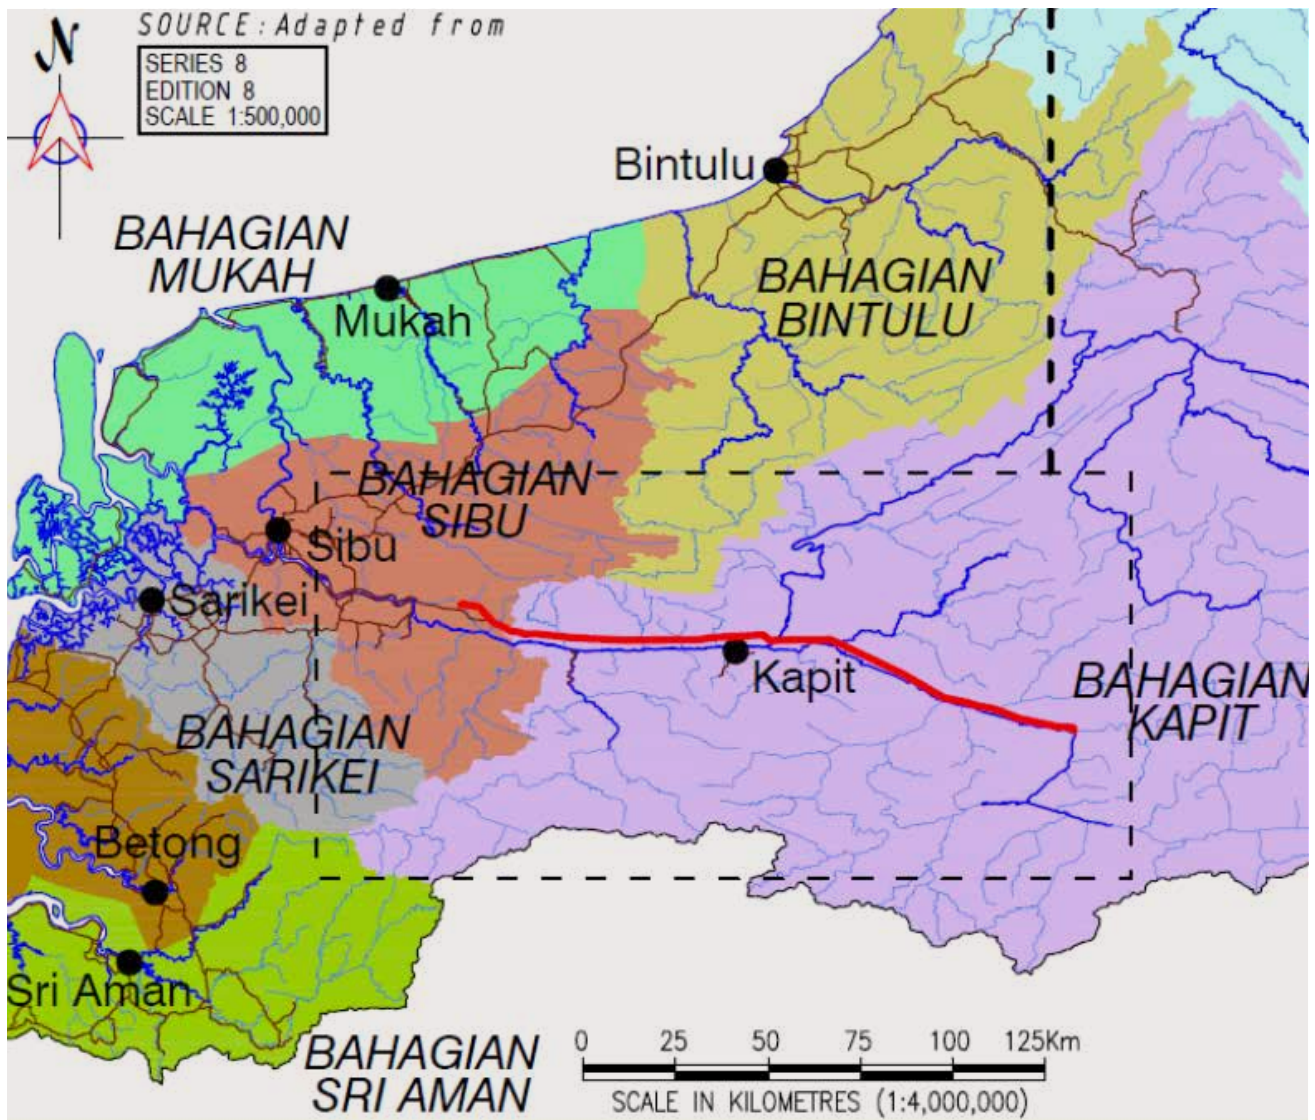 N
SOURCE: Adapted from
SERIES 8
EDITION 8
SCALE 1:500,000
Bintulu
BAHAGIAN
MUKAH
BAHAGIAN
BINTULU
Mukah
BAHAGIAN
SIBU
Sibu
Sarikei
Kapit
BAHAGIAN
KAPIT
BAHAGIAN
SARIKEI
Betong
Sri Aman
BAHAGIAN
SRI AMAN
0 25 50 75 100 125Km
SCALE IN KILOMETRES (1:4,000,000)